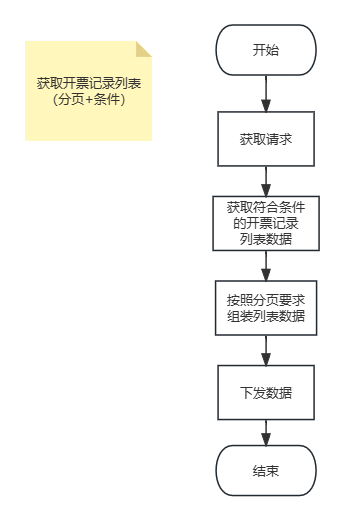 获取开票记录列表
（分页+条件）
开始
获取请求
获取符合条件
的开票记录
列表数据
按照分页要求
组装列表数据
下发数据
结束